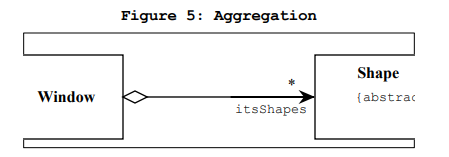 Figure 5: Aggregation
*
Shape
Window
{abstrac
itsShapes